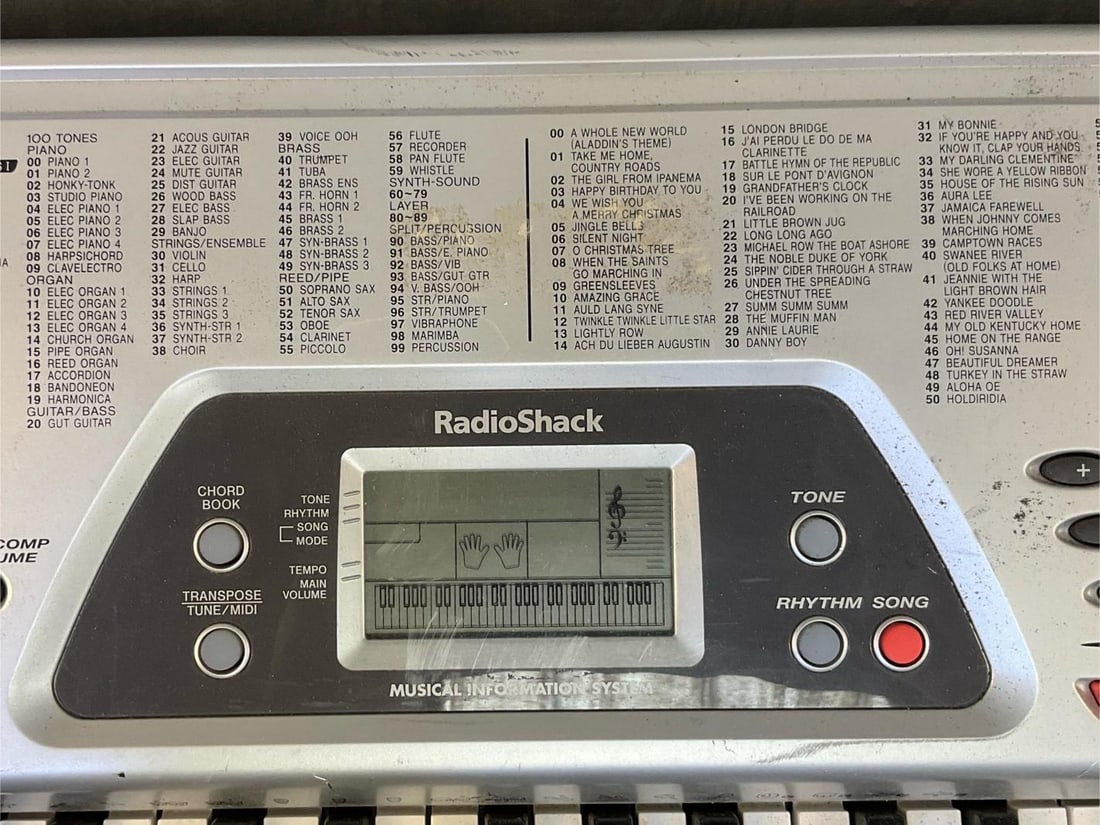 100 TONES
PIANO
00 PIANO 1
01 PIANO 2
02 HONKY-TONK
03 STUDIO PIANO
04 ELEC PIANO 1
05 ELEC PIANO 2
06 ELEC PIANO 3
07 ELEC PIANO 4
08 HARPSICHORD
09 CLAVELECTRO
ORGAN
10 ELEC ORGAN 1
11 ELEC ORGAN 2
12 ELEC ORGAN 3
13 ELEC ORGAN 4
14 CHURCH ORGAN
15 PIPE ORGAN
16 REED ORGAN
17 ACCORDION
18 BANDONEON
19 HARMONICA
GUITAR/BASS
20 GUT GUITAR
21 ACOUS GUITAR
22 JAZZ GUITAR
23 ELEC GUITAR
24 MUTE GUITAR
25 DIST GUITAR
26 WOOD BASS
27 ELEC BASS
28 SLAP BASS
29 BANJO
STRINGS/ENSEMBLE
30 VIOLIN
31 CELLO
32 HARP
33 STRINGS 1
34 STRINGS 2
35 STRINGS 3
36 SYNTH-STR 1
37 SYNTH-STR 2
38 CHOIR
39 VOICE OOH
BRASS
40 TRUMPET
41 TUBA
42 BRASS ENS
43 FR. HORN 1
44 FR. HORN 2
45 BRASS 1
46 BRASS 2
47 SYN-BRASS 1
48 SYN-BRASS 2
49 SYN-BRASS 3
REED/PIPE
50 SOPRANO SAX
51 ALTO SAX
52 TENOR SAX
53 OBOE
54 CLARINET
55 PICCOLO
56 FLUTE
57 RECORDER
58 PAN FLUTE
59 WHISTLE
SYNTH-SOUND
60~79
LAYER
80~89
SPLIT/PERCUSSION
90 BASS/PIANO
91 BASS/E. PIANO
92 BASS/VIB
93 BASS/GUT GTR
94 V. BASS/OOH
95 STR/PIANO
96 STR/TRUMPET
97 VIBRAPHONE
98 MARIMBA
99 PERCUSSION
00 A WHOLE NEW WORLD
(ALADDIN'S THEME)
01 TAKE ME HOME,
COUNTRY ROADS
02 THE GIRL FROM IPANEMA
03 HAPPY BIRTHDAY TO YOU
04 WE WISH YOU
A MERRY CHRISTMAS
05 JINGLE BELLS
06 SILENT NIGHT
07 O CHRISTMAS TREE
08 WHEN THE SAINTS
GO MARCHING IN
09 GREENSLEEVES
10 AMAZING GRACE
11 AULD LANG SYNE
12 TWINKLE TWINKLE LITTLE STAR
13 LIGHTLY ROW
14 ACH DU LIEBER AUGUSTIN
15 LONDON BRIDGE
16 J'AI PERDU LE DO DE MA
CLARINETTE
17 BATTLE HYMN OF THE REPUBLIC
18 SUR LE PONT D'AVIGNON
19 GRANDFATHER'S CLOCK
20 I'VE BEEN WORKING ON THE
RAILROAD
21 LITTLE BROWN JUG
22 LONG LONG AGO
23 MICHAEL ROW THE BOAT ASHORE
24 THE NOBLE DUKE OF YORK
25 SIPPIN' CIDER THROUGH A STRAW
26 UNDER THE SPREADING
CHESTNUT TREE
27 SUMM SUMM SUMM
28 THE MUFFIN MAN
29 ANNIE LAURIE
30 DANNY BOY
31 MY BONNIE
32 IF YOU'RE HAPPY AND YOU
KNOW IT, CLAP YOUR HANDS
33 MY DARLING CLEMENTINE
34 SHE WORE A YELLOW RIBBON
35 HOUSE OF THE RISING SUN
36 AURA LEE
37 JAMAICA FAREWELL
38 WHEN JOHNNY COMES
MARCHING HOME
39 CAMPTOWN RACES
40 SWANEE RIVER
(OLD FOLKS AT HOME)
41 JEANNIE WITH THE
LIGHT BROWN HAIR
42 YANKEE DOODLE
43 RED RIVER VALLEY
44 MY OLD KENTUCKY HOME
45 HOME ON THE RANGE
46 OH! SUSANNA
47 BEAUTIFUL DREAMER
48 TURKEY IN THE STRAW
49 ALOHA OE
50 HOLDIRIDIA
RadioShack
CHORD
BOOK
TRANSPOSE
TUNE/MIDI
TONE
RHYTHM
SONG
MODE
TEMPO
MAIN
VOLUME
TONE
RHYTHM SONG
+
MUSICAL INFORMATION SYSTEM